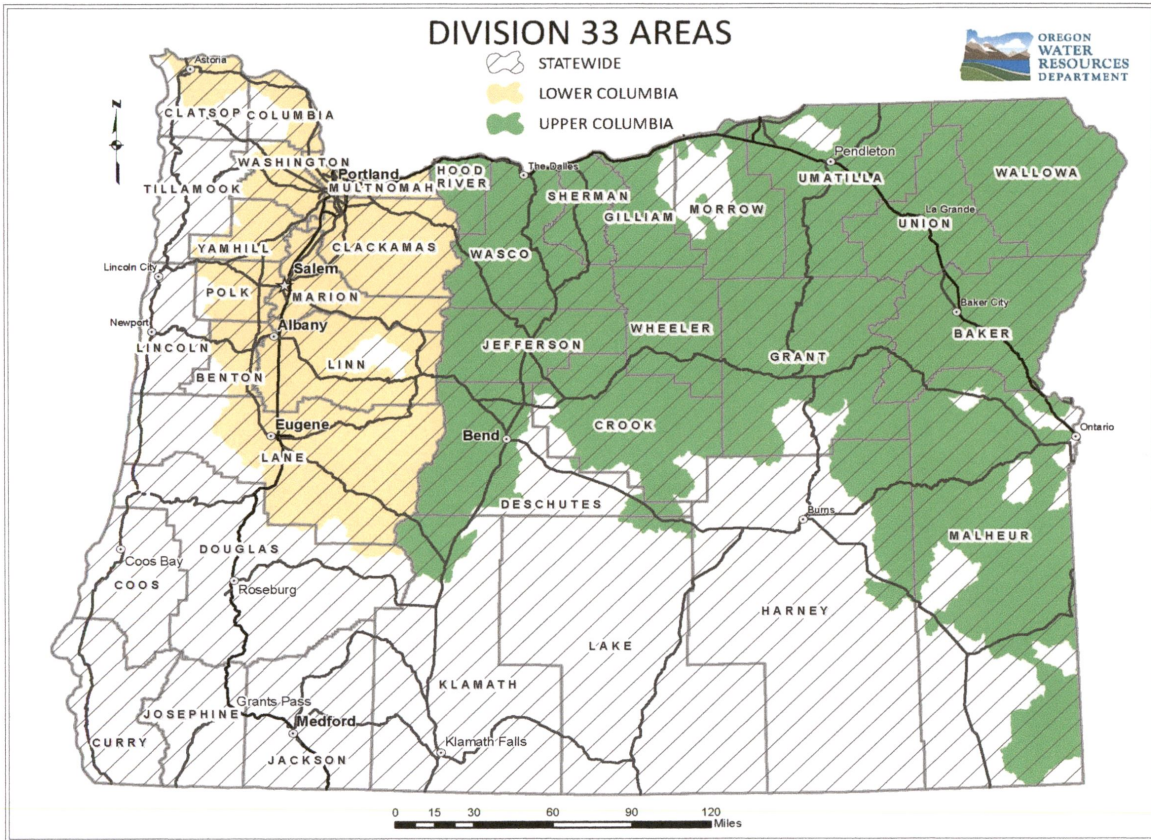 DIVISION 33 AREAS
STATEWIDE
LOWER COLUMBIA
UPPER COLUMBIA
OREGON
WATER
RESOURCES
DEPARTMENT
N
Astoria
CLATSOP
COLUMBIA
WASHINGTON
Portland
MULTNOMAH
HOOD
RIVER
The Dalles
Pendleton
TILLAMOOK
SHERMAN
GILLIAM
MORROW
UMATILLA
WALLOWA
La Grande
UNION
YAMHILL
CLACKAMAS
WASCO
Lincoln City
Salem
POLK
MARION
Baker City
Newport
Albany
WHEELER
BAKER
LINCOLN
LINN
JEFFERSON
GRANT
BENTON
Eugene
Bend
CROOK
Ontario
LANE
DESCHUTES
Burns
MALHEUR
DOUGLAS
Coos Bay
COOS
Roseburg
HARNEY
LAKE
KLAMATH
Grants Pass
JOSEPHINE
Medford
CURRY
Klamath Falls
JACKSON
0 15 30 60 90 120
Miles